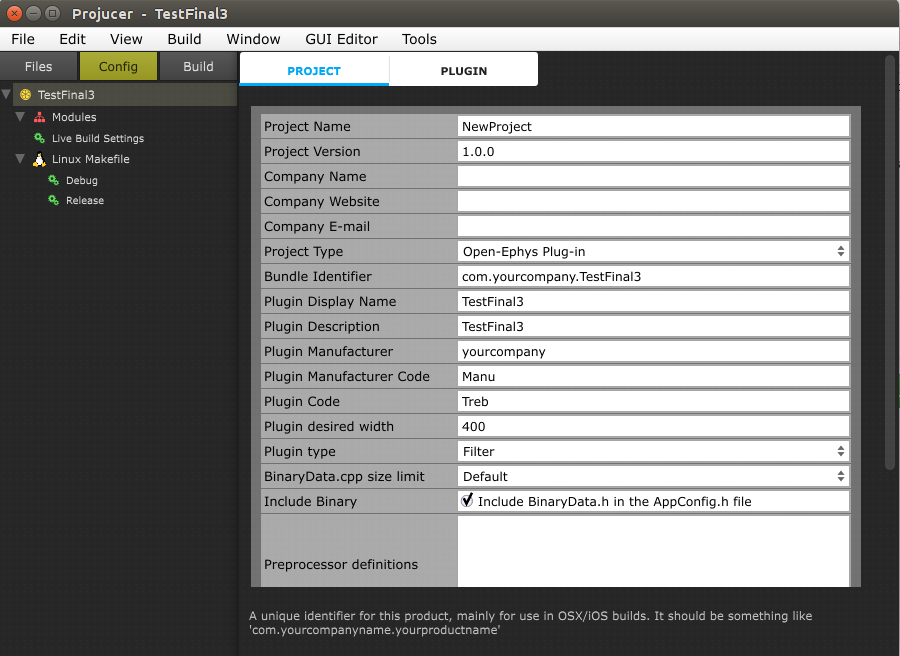 Projucer - TestFinal3
File Edit View Build Window GUI Editor Tools
Files Config Build
PROJECT PLUGIN
TestFinal3
Modules
Live Build Settings
Linux Makefile
Debug
Release
Project Name NewProject
Project Version 1.0.0
Company Name
Company Website
Company E-mail
Project Type Open-Ephys Plug-in
Bundle Identifier com.yourcompany.TestFinal3
Plugin Display Name TestFinal3
Plugin Description TestFinal3
Plugin Manufacturer yourcompany
Plugin Manufacturer Code Manu
Plugin Code Treb
Plugin desired width 400
Plugin type Filter
BinaryData.cpp size limit Default
Include Binary Include BinaryData.h in the AppConfig.h file
Preprocessor definitions
A unique identifier for this product, mainly for use in OSX/iOS builds. It should be something like
'com.yourcompanyname.yourproductname'